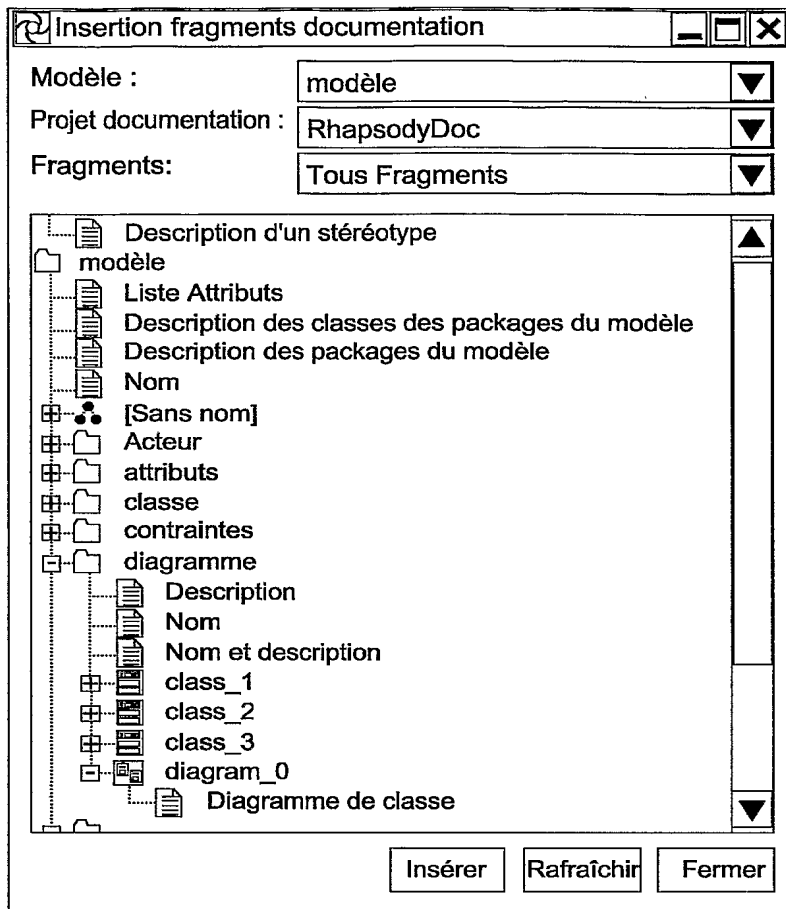 Insertion fragments documentation
Modèle :
modèle
Projet documentation :
RhapsodyDoc
Fragments:
Tous Fragments
Description d'un stéréotype
modèle
Liste Attributs
Description des classes des packages du modèle
Description des packages du modèle
Nom
[Sans nom]
Acteur
attributs
classe
contraintes
diagramme
Description
Nom
Nom et description
class_1
class_2
class_3
diagram_0
Diagramme de classe
Insérer Rafraîchir Fermer